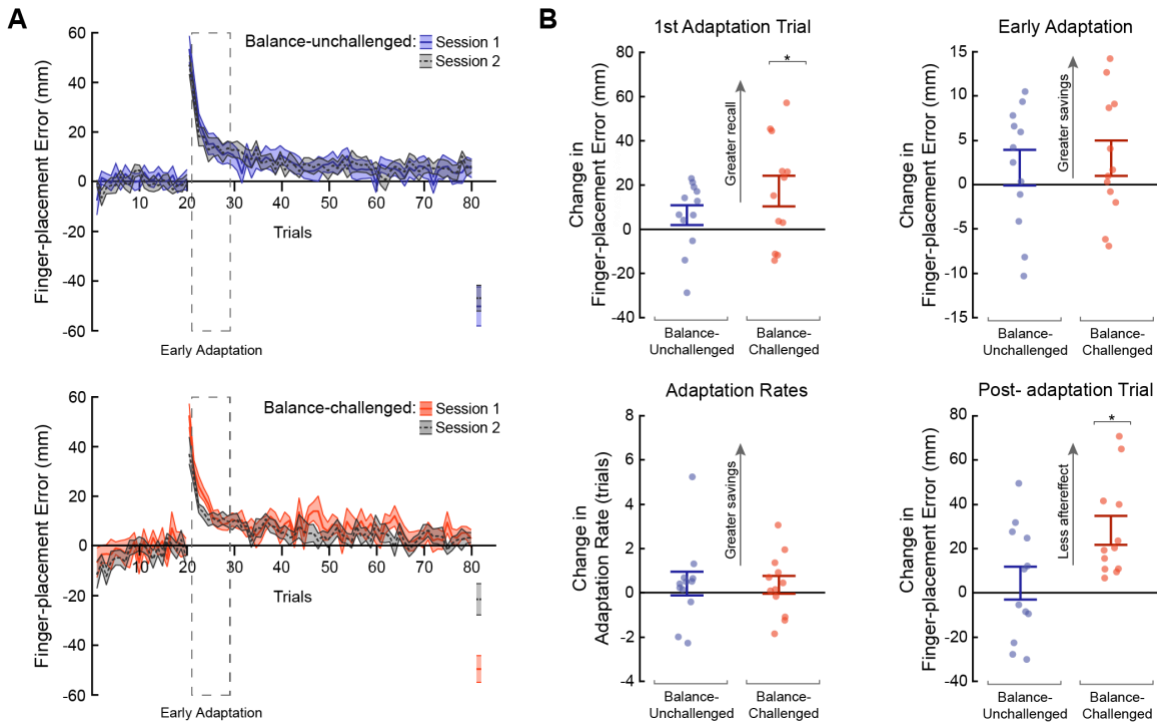 A
Finger-placement Error (mm)
60
40
20
0
-20
-40
-60
10 20 30 40 50 60 70 80
Trials
Balance-unchallenged: Session 1
Session 2
Early Adaptation
Finger-placement Error (mm)
60
40
20
0
-20
-40
-60
10 20 30 40 50 60 70 80
Trials
Balance-challenged: Session 1
Session 2
Early Adaptation
B
1st Adaptation Trial
Change in
Finger-placement Error (mm)
80
60
40
20
0
-20
-40
Greater recall
*
Balance-
Unchallenged
Balance-
Challenged
Early Adaptation
Change in
Finger-placement Error (mm)
15
10
5
0
-5
-10
-15
Greater savings
Balance-
Unchallenged
Balance-
Challenged
Adaptation Rates
Change in
Adaptation Rate (trials)
8
6
4
2
0
-2
-4
Greater savings
Balance-
Unchallenged
Balance-
Challenged
Post- adaptation Trial
Change in
Finger-placement Error (mm)
80
60
40
20
0
-20
-40
Less aftereffect
*
Balance-
Unchallenged
Balance-
Challenged